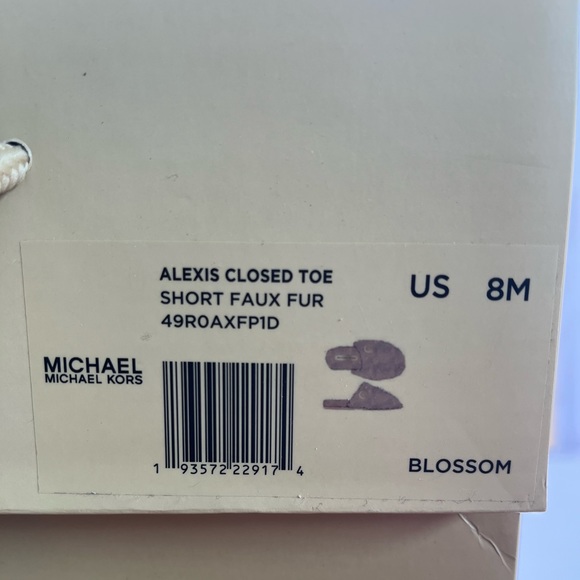 ALEXIS CLOSED TOE
SHORT FAUX FUR
49R0AXFP1D
US 8M
MICHAEL
MICHAEL KORS
1 93572 22917 4
BLOSSOM